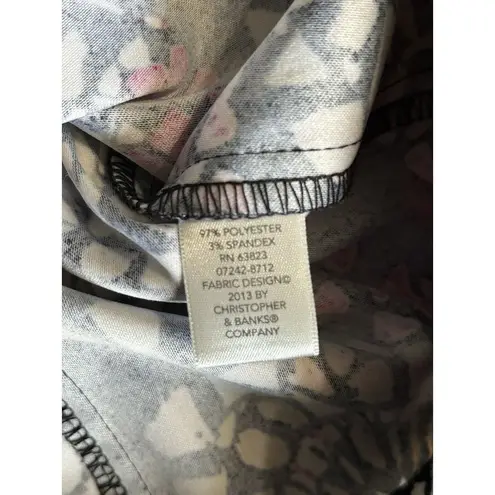 97% POLYESTER
3% SPANDEX
RN 63823
07242-8712
FABRIC DESIGN©
2013 BY
CHRISTOPHER
& BANKS®
COMPANY